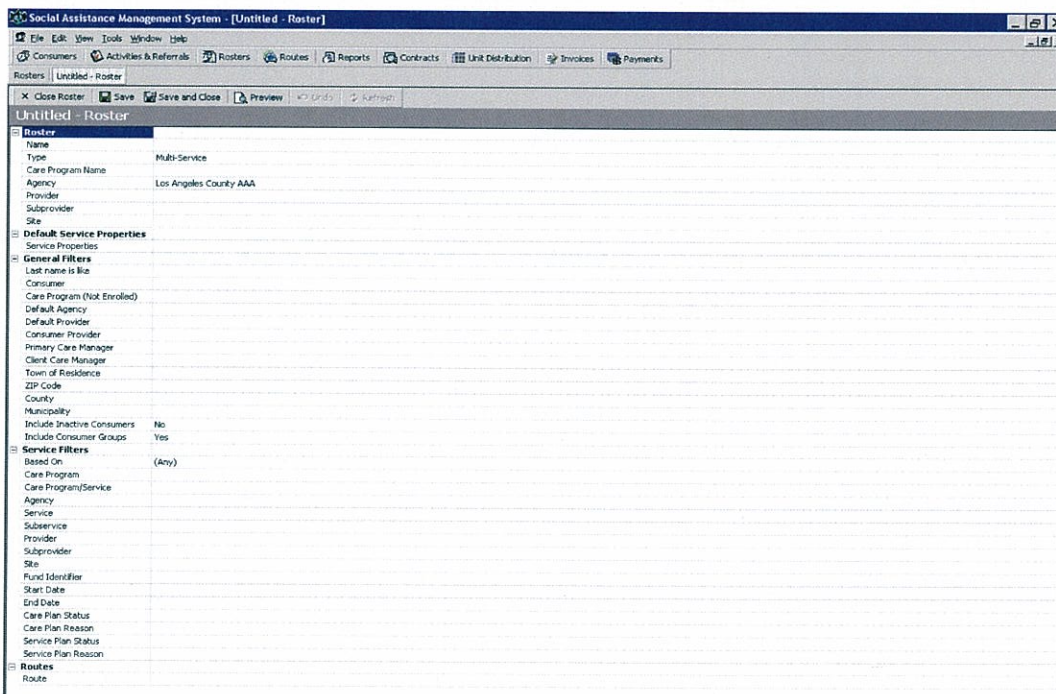 Social Assistance Management System - [Untitled - Roster]
File Edit View Tools Window Help
Consumers Activities & Referrals Rosters Routes Reports Contracts Unit Distribution Invoices Payments
Rosters Untitled - Roster
Close Roster Save Save and Close Preview Undo Refresh
Untitled - Roster
Roster
Name
Type Multi-Service
Care Program Name
Agency Los Angeles County AAA
Provider
Subprovider
Site
Default Service Properties
Service Properties
General Filters
Last name is like
Consumer
Care Program (Not Enrolled)
Default Agency
Default Provider
Consumer Provider
Primary Care Manager
Client Care Manager
Town of Residence
ZIP Code
County
Municipality
Include Inactive Consumers No
Include Consumer Groups Yes
Service Filters
Based On (Any)
Care Program
Care Program/Service
Agency
Service
Subservice
Provider
Subprovider
Site
Fund Identifier
Start Date
End Date
Care Plan Status
Care Plan Reason
Service Plan Status
Service Plan Reason
Routes
Route